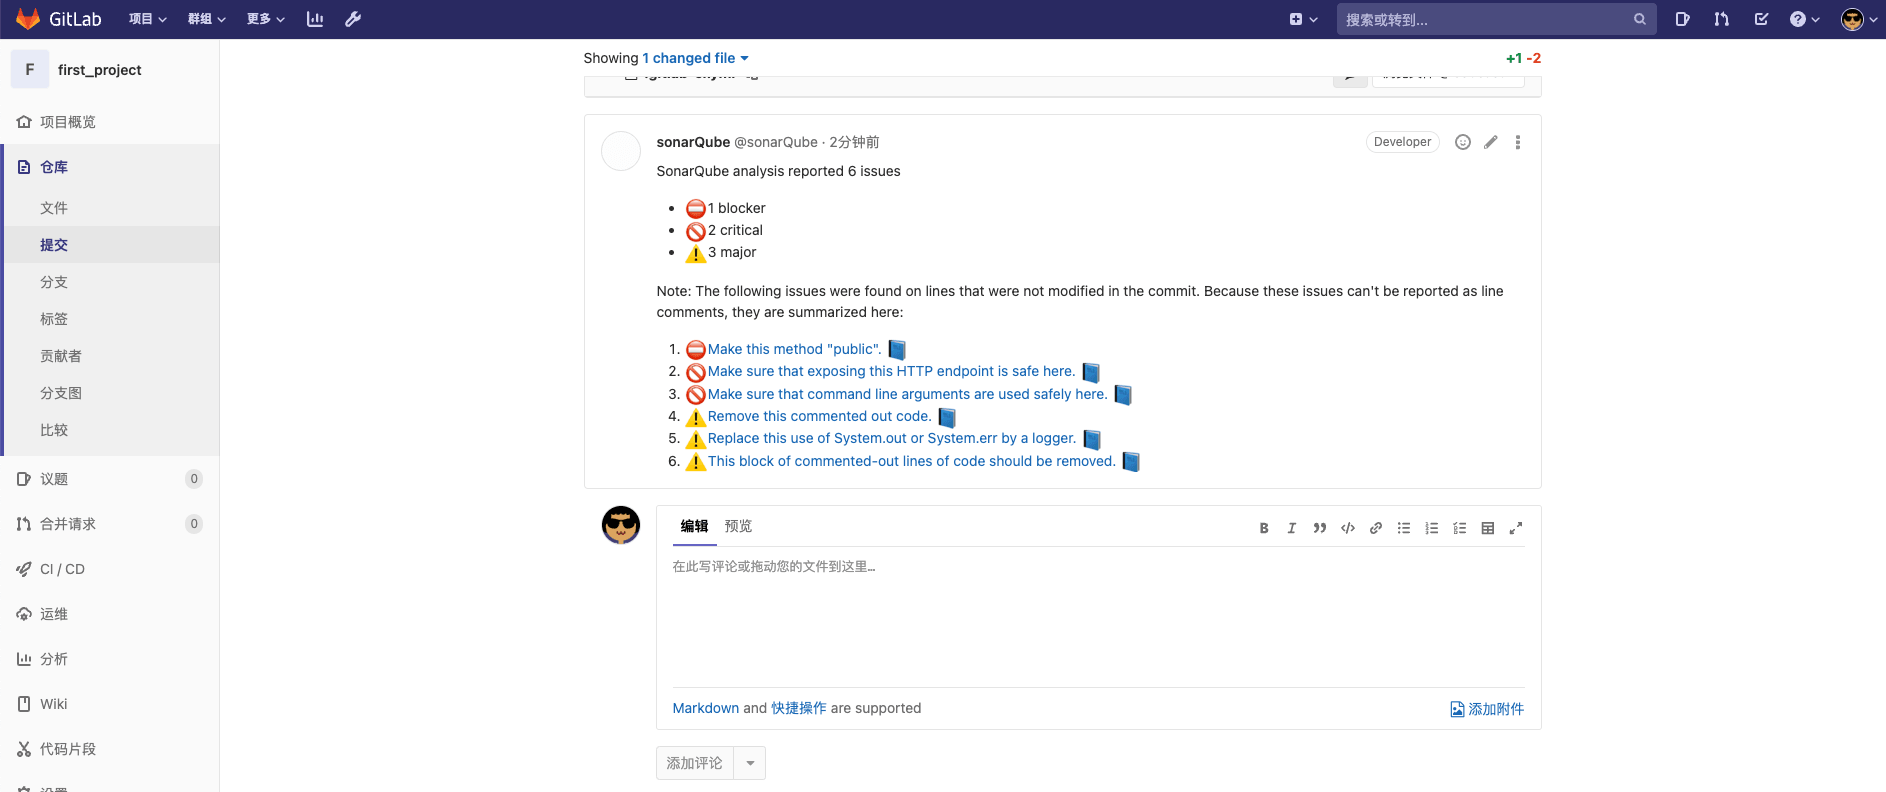 GitLab 项目 群组 更多 搜索或转到...
F first_project
项目概览
仓库
文件
提交
分支
标签
贡献者
分支图
比较
议题 0
合并请求 0
CI / CD
运维
分析
Wiki
代码片段
Showing 1 changed file +1 -2
sonarQube @sonarQube · 2分钟前 Developer
SonarQube analysis reported 6 issues
• 1 blocker
• 2 critical
• 3 major
Note: The following issues were found on lines that were not modified in the commit. Because these issues can't be reported as line
comments, they are summarized here:
1. Make this method "public".
2. Make sure that exposing this HTTP endpoint is safe here.
3. Make sure that command line arguments are used safely here.
4. Remove this commented out code.
5. Replace this use of System.out or System.err by a logger.
6. This block of commented-out lines of code should be removed.
编辑 预览
在此写评论或拖动您的文件到这里...
Markdown and 快捷操作 are supported 添加附件
添加评论